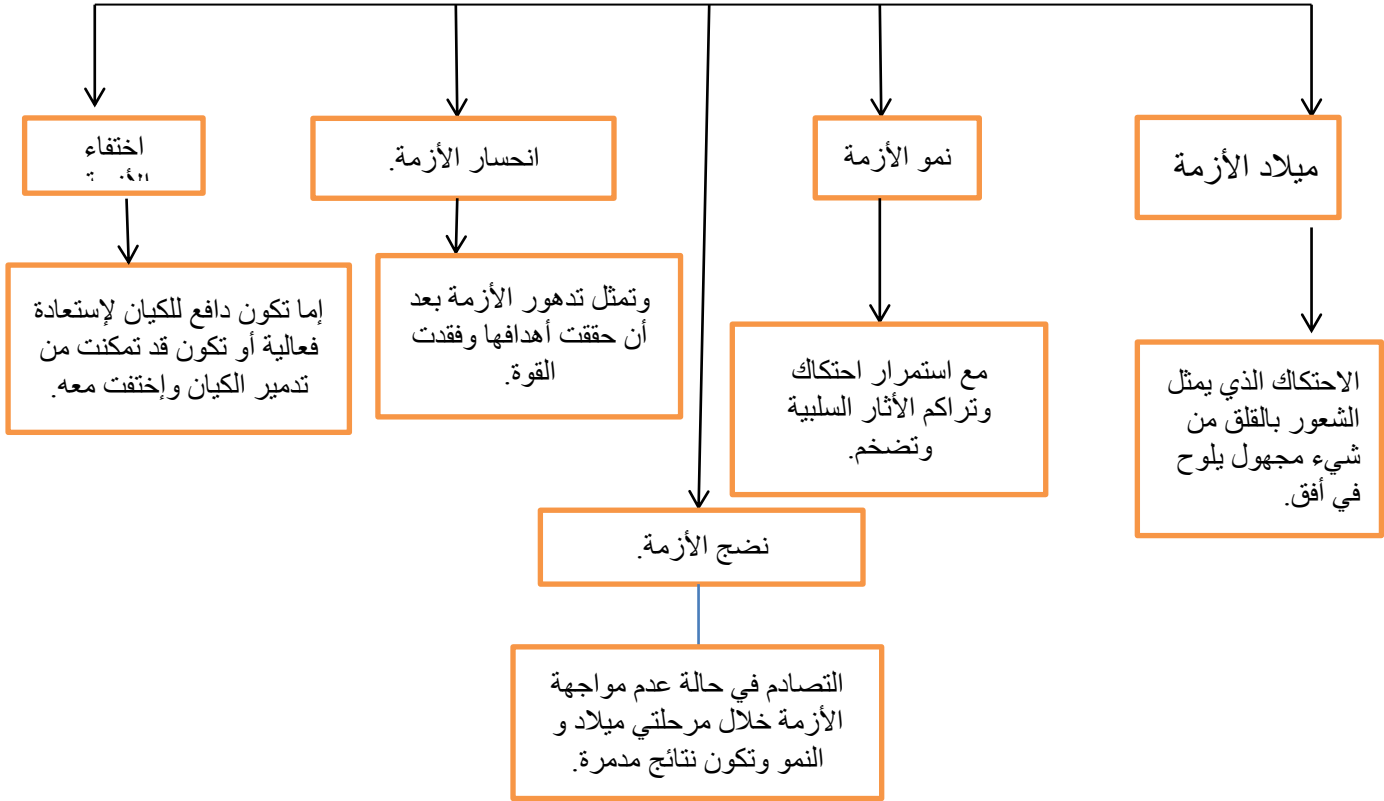 ميلاد الأزمة
نمو الأزمة
انحسار الأزمة.
اختفاء
الاحتكاك الذي يمثل
الشعور بالقلق من
شيء مجهول يلوح
في أفق.
مع استمرار احتكاك
وتراكم الأثار السلبية
وتضخم.
وتمثل تدهور الأزمة بعد
أن حققت أهدافها وفقدت
القوة.
إما تكون دافع للكيان لإستعادة
فعالية أو تكون قد تمكنت من
تدمير الكيان وإختفت معه.
نضج الأزمة.
التصادم في حالة عدم مواجهة
الأزمة خلال مرحلتي ميلاد و
النمو وتكون نتائج مدمرة.